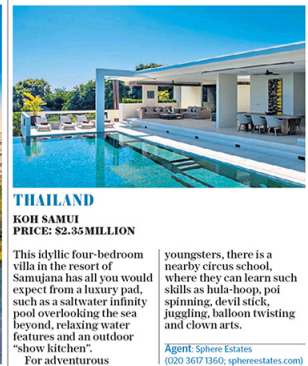 THAILAND
KOH SAMUI
PRICE: $2.35MILLION
This idyllic four-bedroom
villa in the resort of
Samujana has all you would
expect from a luxury pad,
such as a saltwater infinity
pool overlooking the sea
beyond, relaxing water
features and an outdoor
“show kitchen”.
For adventurous
youngsters, there is a
nearby circus school,
where they can learn such
skills as hula-hoop, poi
spinning, devil stick,
juggling, balloon twisting
and clown arts.
Agent: Sphere Estates
(020 3617 1360; sphereestates.com)